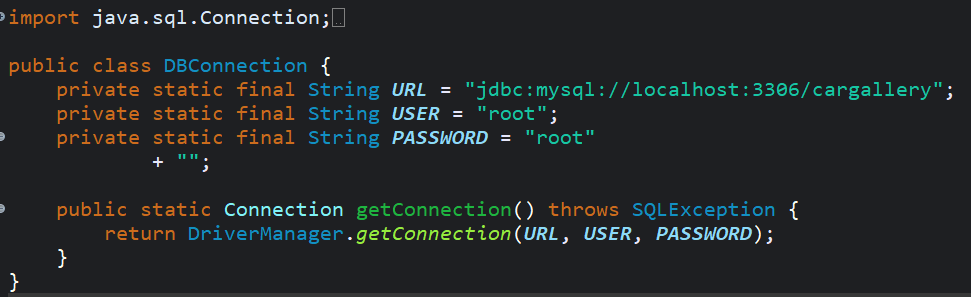 import java.sql.Connection;
public class DBConnection {
private static final String URL = "jdbc:mysql://localhost:3306/cargallery";
private static final String USER = "root";
private static final String PASSWORD = "root"
+ "";
public static Connection getConnection() throws SQLException {
return DriverManager.getConnection(URL, USER, PASSWORD);
}
}